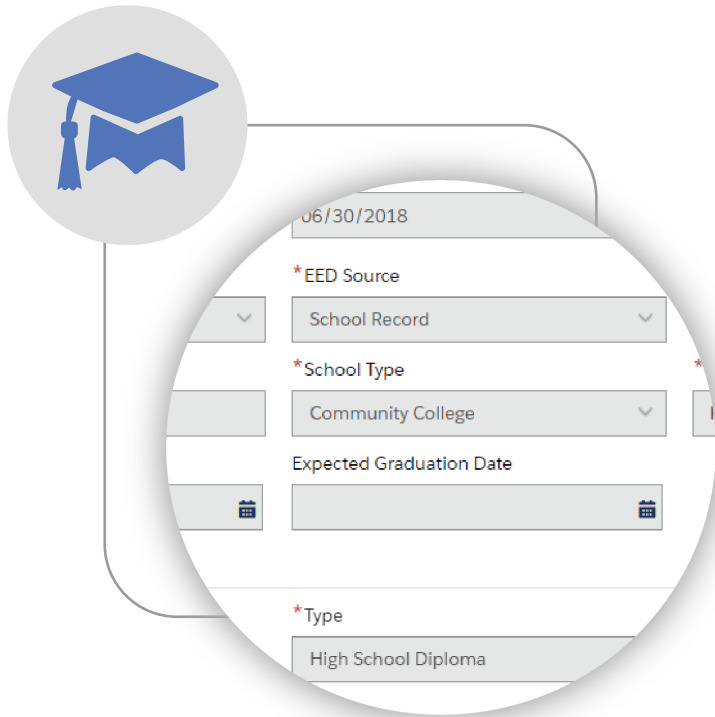 06/30/2018
*EED Source
School Record
*School Type
*
Community College
Expected Graduation Date
*Type
High School Diploma